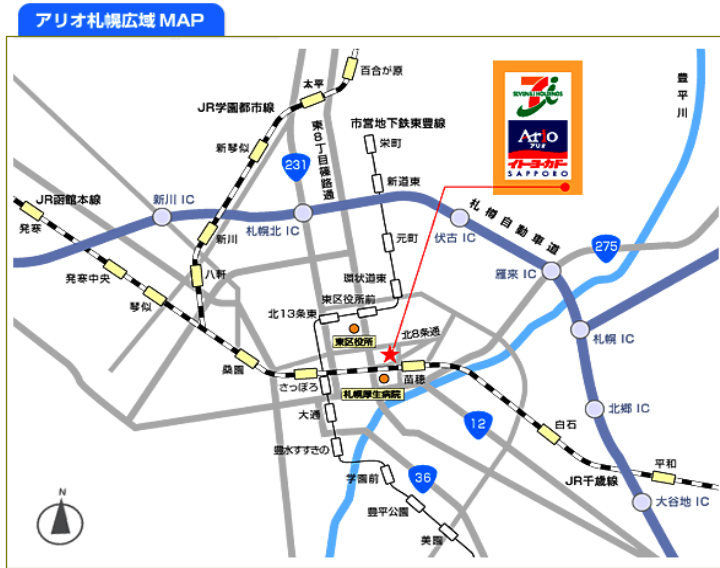 アリオ札幌広域MAP
百合が原
太平
JR学園都市線
東8丁目篠路通
市営地下鉄東豊線
栄町
新琴似
231
新道東
SEVEN&i HOLDINGS
Ario
アリオ
イトーヨーカドー
SAPPORO
豊平川
JR函館本線
新川 IC
札幌北 IC
伏古 IC
札樽自動車道
275
発寒
新川
元町
雁来 IC
発寒中央
八軒
環状道東
琴似
東区役所前
北13条東
東区役所
北8条通
札幌 IC
桑園
さっぽろ
苗穂
札幌厚生病院
大通
北郷 IC
12
白石
豊水すすきの
学園前
36
平和
JR千歳線
豊平公園
大谷地 IC
美園
N